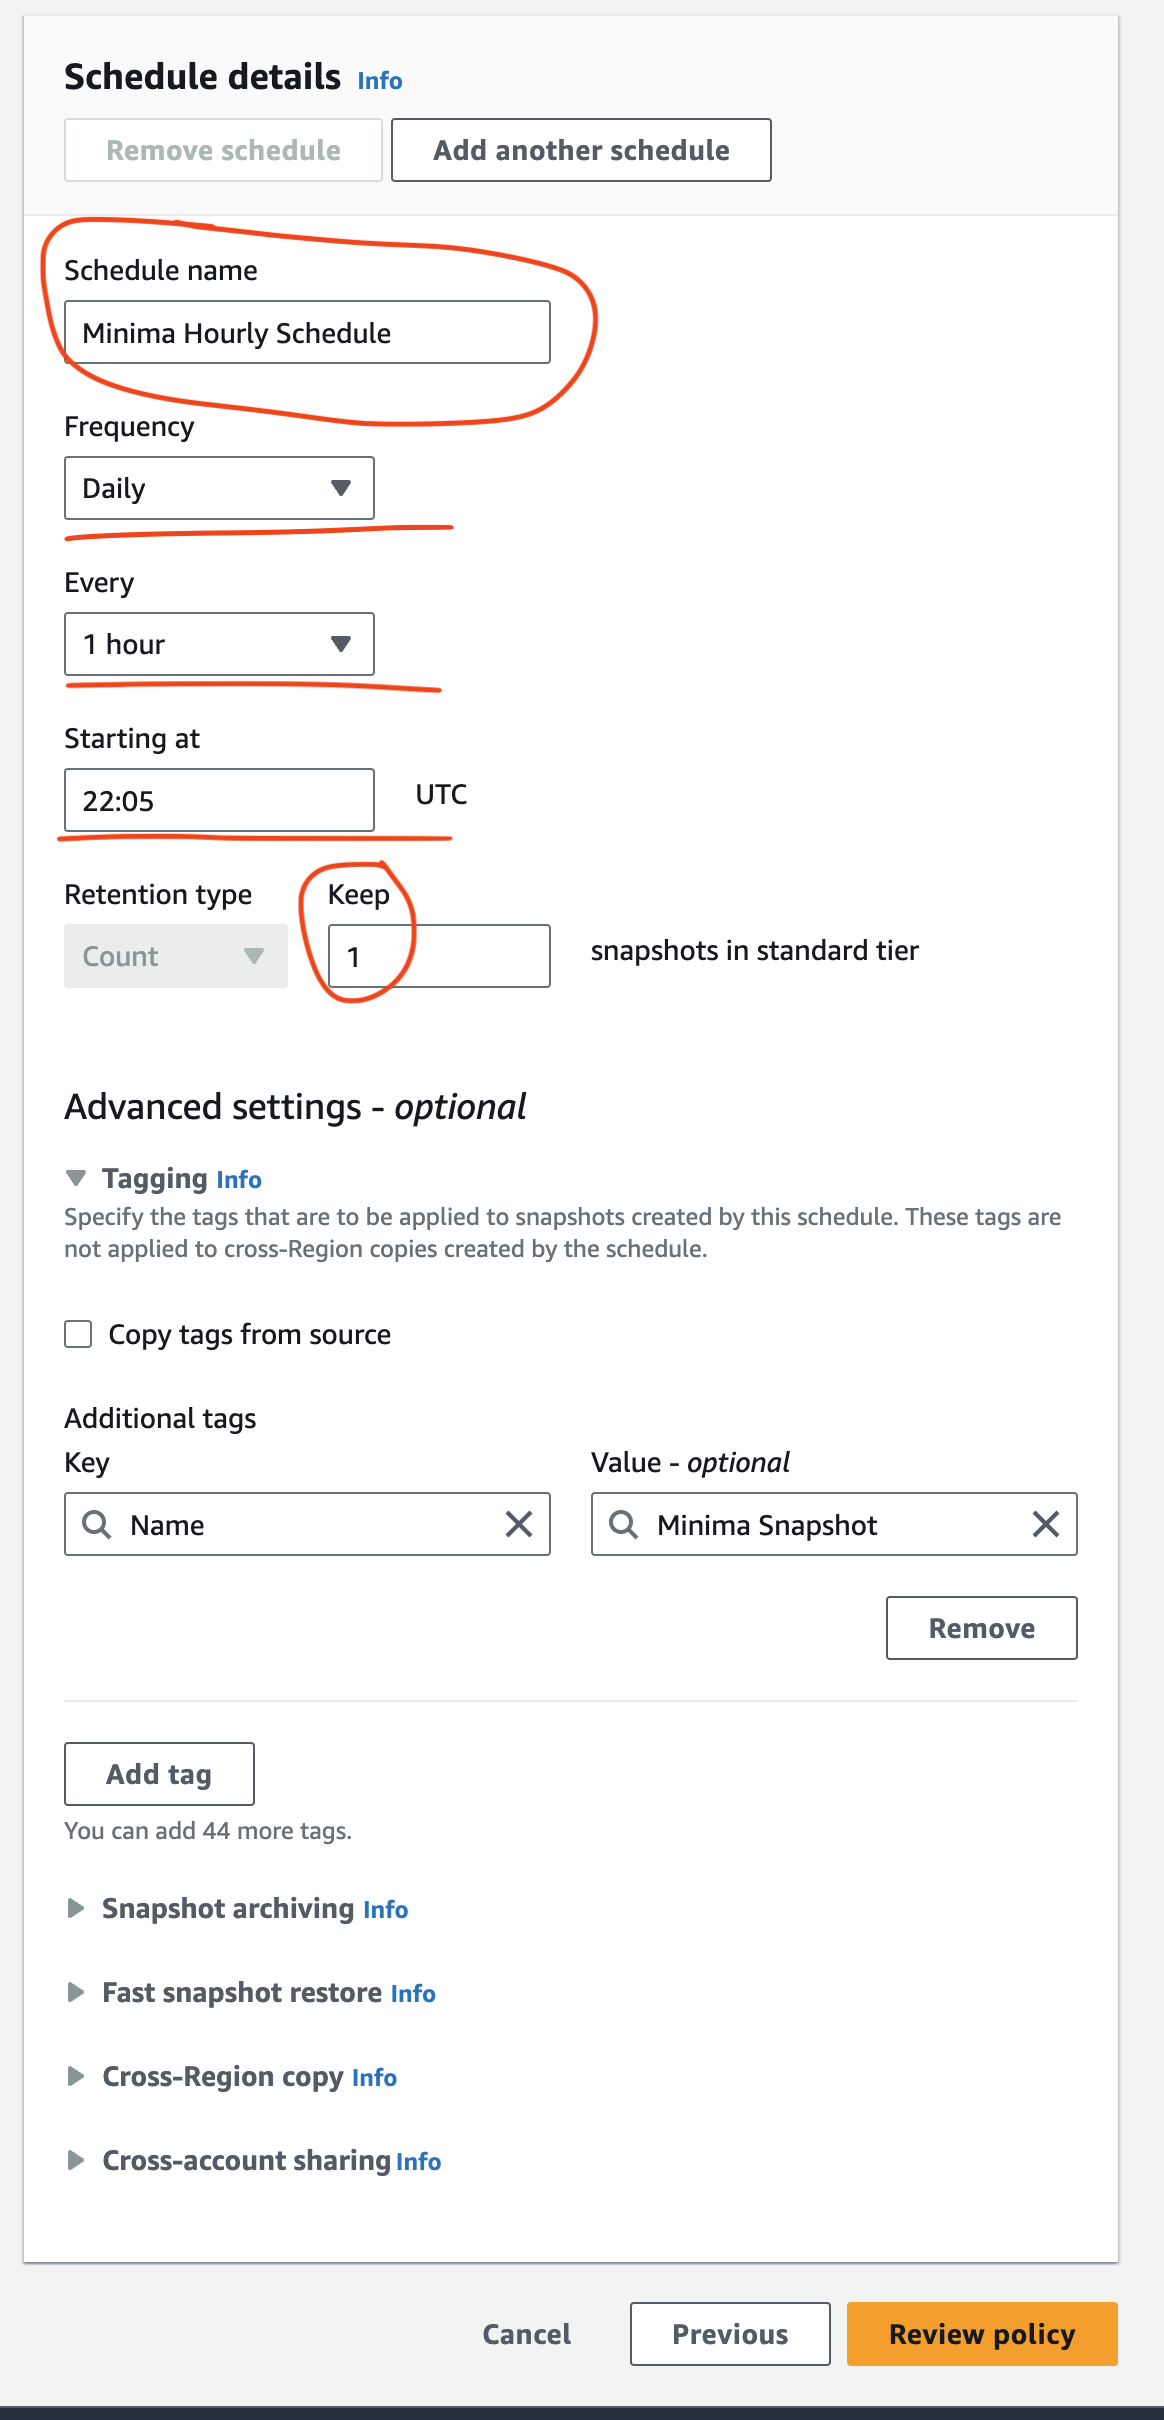 Schedule details Info
Remove schedule
Add another schedule
Schedule name
Minima Hourly Schedule
Frequency
Daily
Every
1 hour
Starting at
22:05 UTC
Retention type Keep
Count 1 snapshots in standard tier
Advanced settings - optional
Tagging Info
Specify the tags that are to be applied to snapshots created by this schedule. These tags are
not applied to cross-Region copies created by the schedule.
Copy tags from source
Additional tags
Key Value - optional
Name Minima Snapshot
Remove
Add tag
You can add 44 more tags.
Snapshot archiving Info
Fast snapshot restore Info
Cross-Region copy Info
Cross-account sharing Info
Cancel Previous Review policy